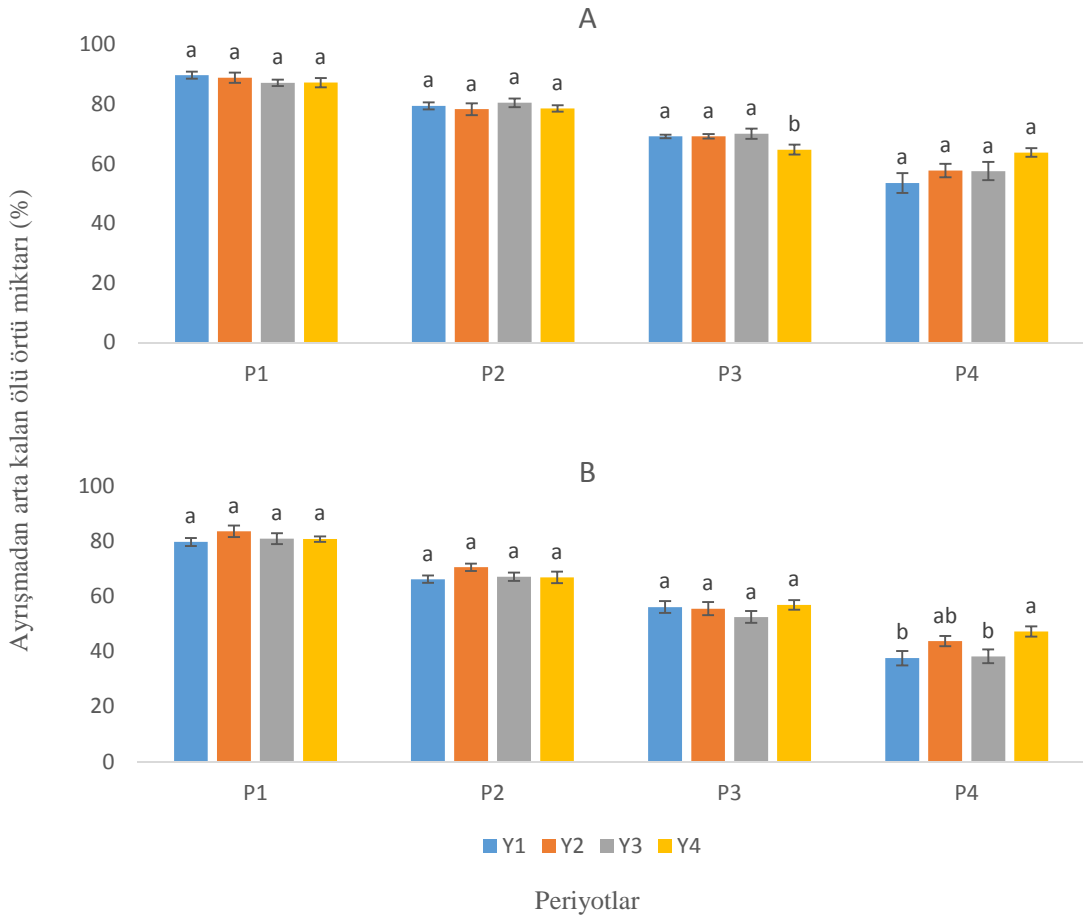 A
Ayrışmadan arta kalan ölü örtü miktarı (%)
100
80
60
40
20
0
a a a a
a a a a
a a a b
a a a a
P1 P2 P3 P4
B
100
80
60
40
20
0
a a a a
a a a a
a a a a
b ab b a
P1 P2 P3 P4
Y1 Y2 Y3 Y4
Periyotlar